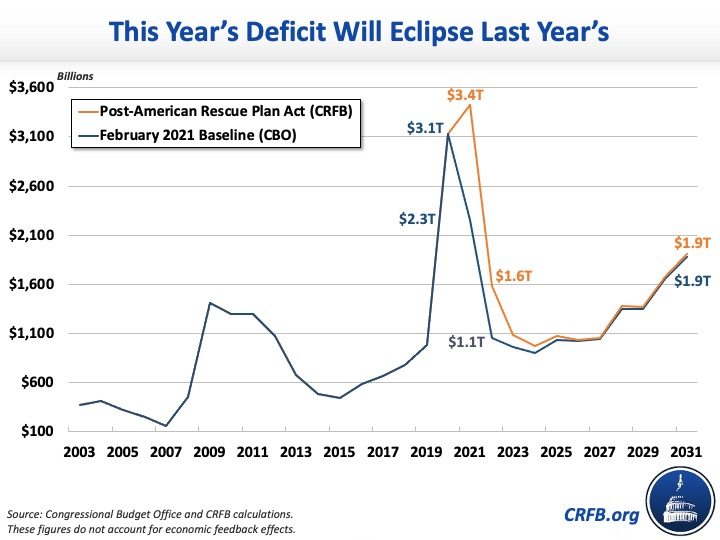 This Year’s Deficit Will Eclipse Last Year’s
Billions
$3,600
$3,100
$2,600
$2,100
$1,600
$1,100
$600
$100
Post-American Rescue Plan Act (CRFB)
February 2021 Baseline (CBO)
$3.4T
$3.1T
$2.3T
$1.6T
$1.1T
$1.9T
$1.9T
2003 2005 2007 2009 2011 2013 2015 2017 2019 2021 2023 2025 2027 2029 2031
Source: Congressional Budget Office and CRFB calculations.
These figures do not account for economic feedback effects.
CRFB.org